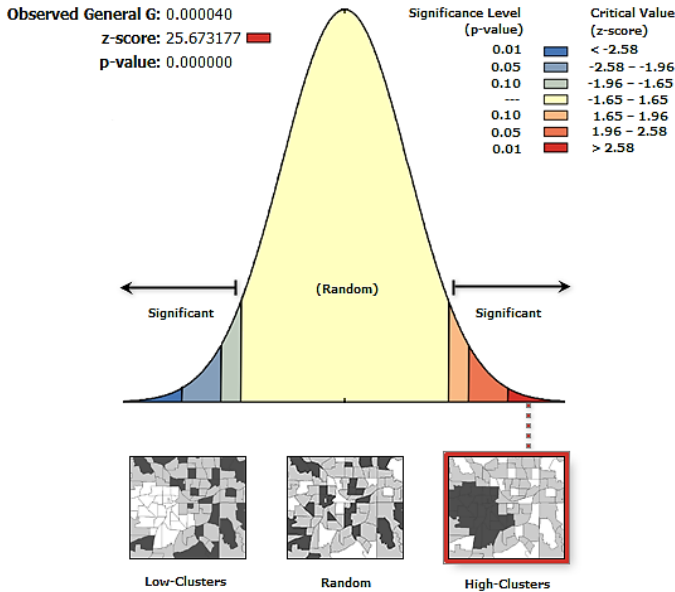 Observed General G: 0.000040
z-score: 25.673177
p-value: 0.000000
Significance Level
(p-value)
Critical Value
(z-score)
0.01 < -2.58
0.05 -2.58 – -1.96
0.10 -1.96 – -1.65
--- -1.65 – 1.65
0.10 1.65 – 1.96
0.05 1.96 – 2.58
0.01 > 2.58
(Random)
Significant
Significant
Low-Clusters
Random
High-Clusters